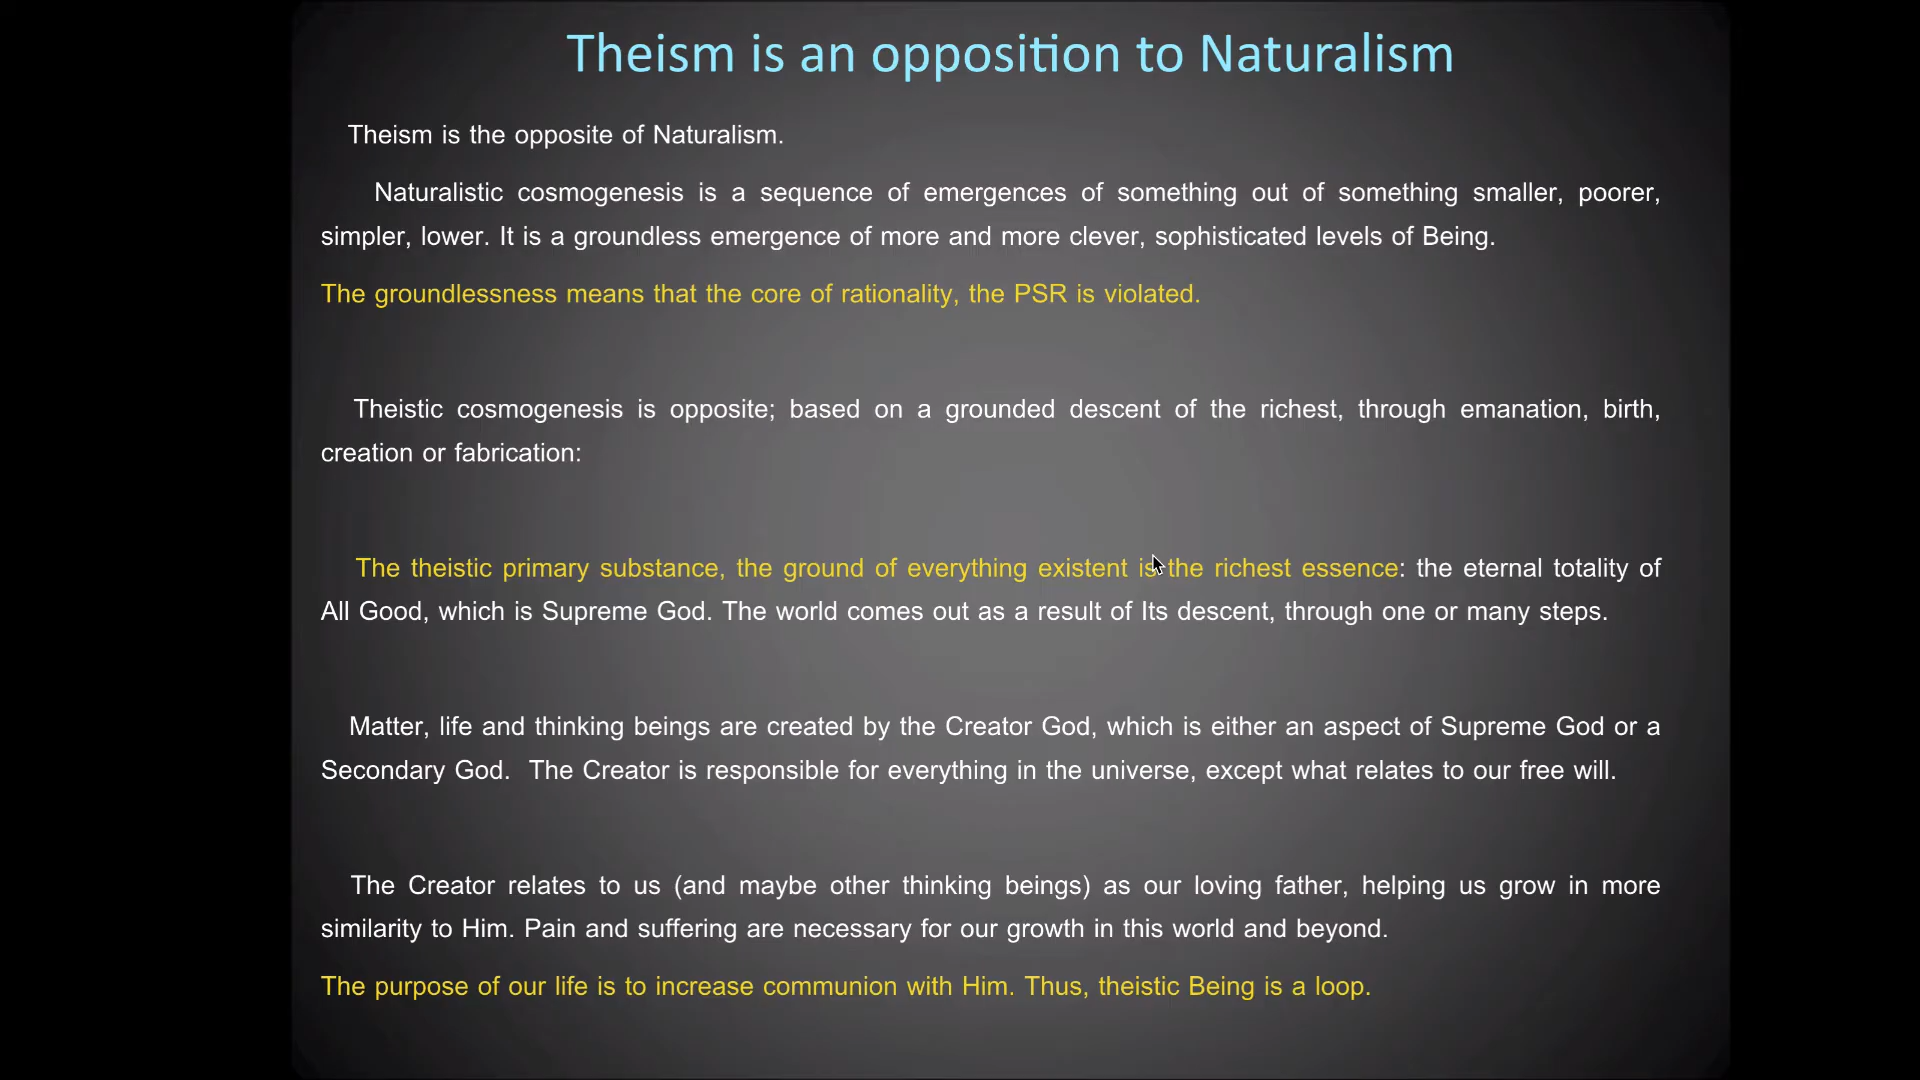 Theism is an opposition to Naturalism
Theism is the opposite of Naturalism.
Naturalistic cosmogenesis is a sequence of emergences of something out of something smaller, poorer,
simpler, lower. It is a groundless emergence of more and more clever, sophisticated levels of Being.
The groundlessness means that the core of rationality, the PSR is violated.
Theistic cosmogenesis is opposite; based on a grounded descent of the richest, through emanation, birth,
creation or fabrication:
The theistic primary substance, the ground of everything existent is the richest essence: the eternal totality of
All Good, which is Supreme God. The world comes out as a result of Its descent, through one or many steps.
Matter, life and thinking beings are created by the Creator God, which is either an aspect of Supreme God or a
Secondary God. The Creator is responsible for everything in the universe, except what relates to our free will.
The Creator relates to us (and maybe other thinking beings) as our loving father, helping us grow in more
similarity to Him. Pain and suffering are necessary for our growth in this world and beyond.
The purpose of our life is to increase communion with Him. Thus, theistic Being is a loop.